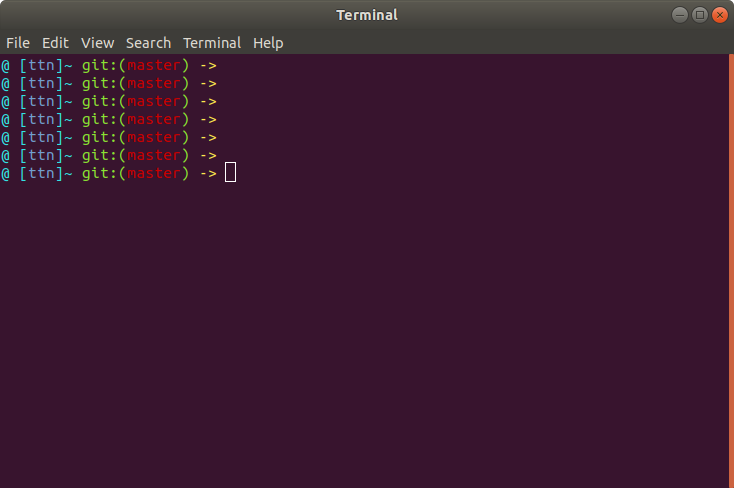 Terminal
File Edit View Search Terminal Help
@ [ttn]~ git:(master) ->
@ [ttn]~ git:(master) ->
@ [ttn]~ git:(master) ->
@ [ttn]~ git:(master) ->
@ [ttn]~ git:(master) ->
@ [ttn]~ git:(master) ->
@ [ttn]~ git:(master) ->